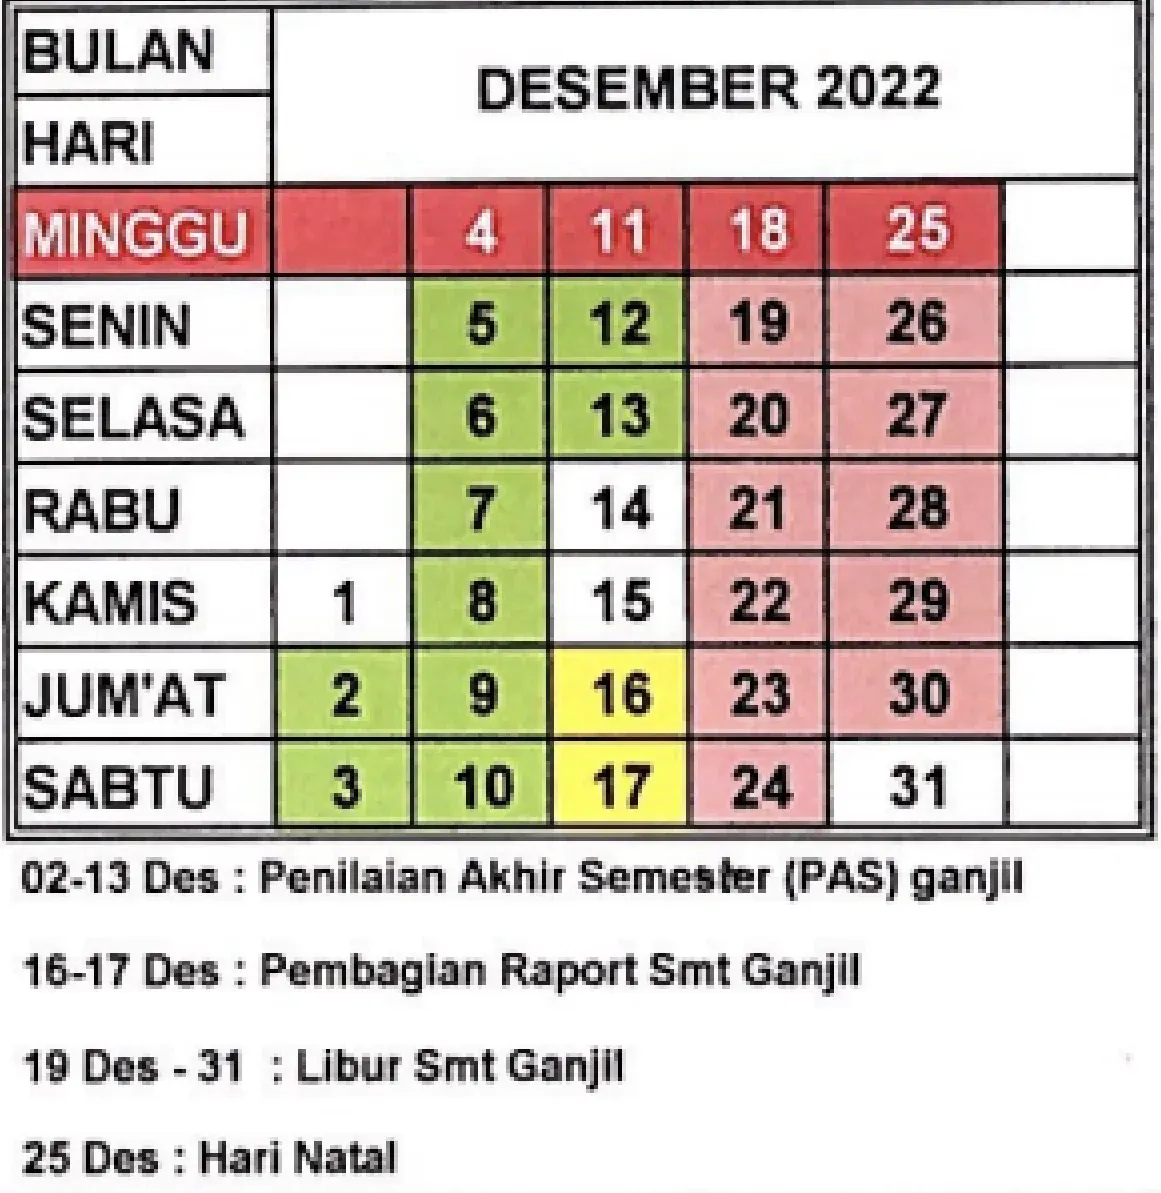 BULAN
DESEMBER 2022
HARI
MINGGU 4 11 18 25
SENIN 5 12 19 26
SELASA 6 13 20 27
RABU 7 14 21 28
KAMIS 1 8 15 22 29
JUM'AT 2 9 16 23 30
SABTU 3 10 17 24 31
02-13 Des : Penilaian Akhir Semester (PAS) ganjil
16-17 Des : Pembagian Raport Smt Ganjil
19 Des - 31 : Libur Smt Ganjil
25 Des : Hari Natal